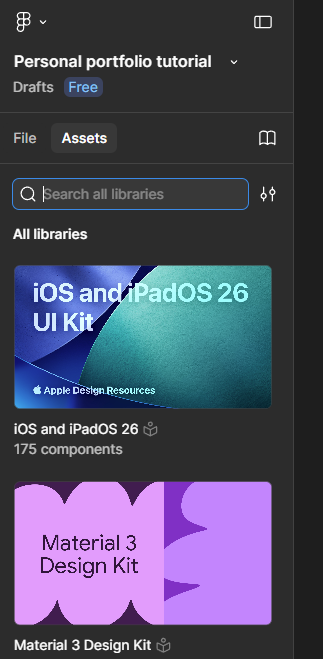 Personal portfolio tutorial
Drafts Free
File Assets
Search all libraries
All libraries
iOS and iPadOS 26
UI Kit
Apple Design Resources
iOS and iPadOS 26
175 components
Material 3
Design Kit
Material 3 Design Kit